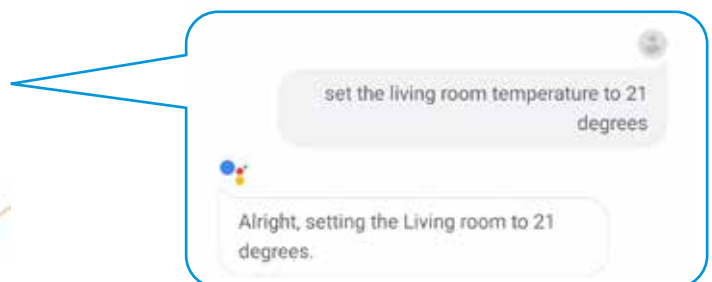 set the living room temperature to 21
degrees
Alright, setting the Living room to 21
degrees.